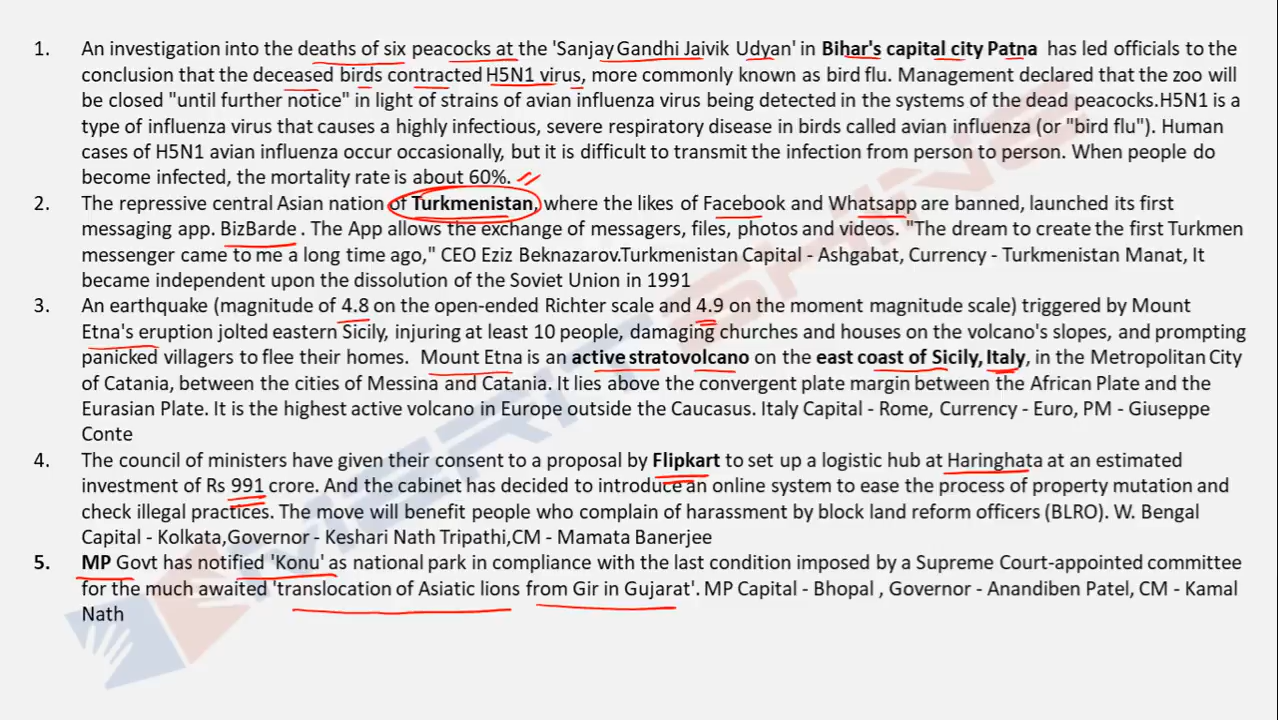 1. An investigation into the deaths of six peacocks at the 'Sanjay Gandhi Jaivik Udyan' in Bihar's capital city Patna has led officials to the
conclusion that the deceased birds contracted H5N1 virus, more commonly known as bird flu. Management declared that the zoo will
be closed "until further notice" in light of strains of avian influenza virus being detected in the systems of the dead peacocks.H5N1 is a
type of influenza virus that causes a highly infectious, severe respiratory disease in birds called avian influenza (or "bird flu"). Human
cases of H5N1 avian influenza occur occasionally, but it is difficult to transmit the infection from person to person. When people do
become infected, the mortality rate is about 60%.
2. The repressive central Asian nation of Turkmenistan, where the likes of Facebook and Whatsapp are banned, launched its first
messaging app. BizBarde . The App allows the exchange of messagers, files, photos and videos. "The dream to create the first Turkmen
messenger came to me a long time ago," CEO Eziz Beknazarov.Turkmenistan Capital - Ashgabat, Currency - Turkmenistan Manat, It
became independent upon the dissolution of the Soviet Union in 1991
3. An earthquake (magnitude of 4.8 on the open-ended Richter scale and 4.9 on the moment magnitude scale) triggered by Mount
Etna's eruption jolted eastern Sicily, injuring at least 10 people, damaging churches and houses on the volcano's slopes, and prompting
panicked villagers to flee their homes. Mount Etna is an active stratovolcano on the east coast of Sicily, Italy, in the Metropolitan City
of Catania, between the cities of Messina and Catania. It lies above the convergent plate margin between the African Plate and the
Eurasian Plate. It is the highest active volcano in Europe outside the Caucasus. Italy Capital - Rome, Currency - Euro, PM - Giuseppe
Conte
4. The council of ministers have given their consent to a proposal by Flipkart to set up a logistic hub at Haringhata at an estimated
investment of Rs 991 crore. And the cabinet has decided to introduce an online system to ease the process of property mutation and
check illegal practices. The move will benefit people who complain of harassment by block land reform officers (BLRO). W. Bengal
Capital - Kolkata,Governor - Keshari Nath Tripathi,CM - Mamata Banerjee
5. MP Govt has notified 'Konu' as national park in compliance with the last condition imposed by a Supreme Court-appointed committee
for the much awaited 'translocation of Asiatic lions from Gir in Gujarat'. MP Capital - Bhopal , Governor - Anandiben Patel, CM - Kamal
Nath
MERIT SHINE